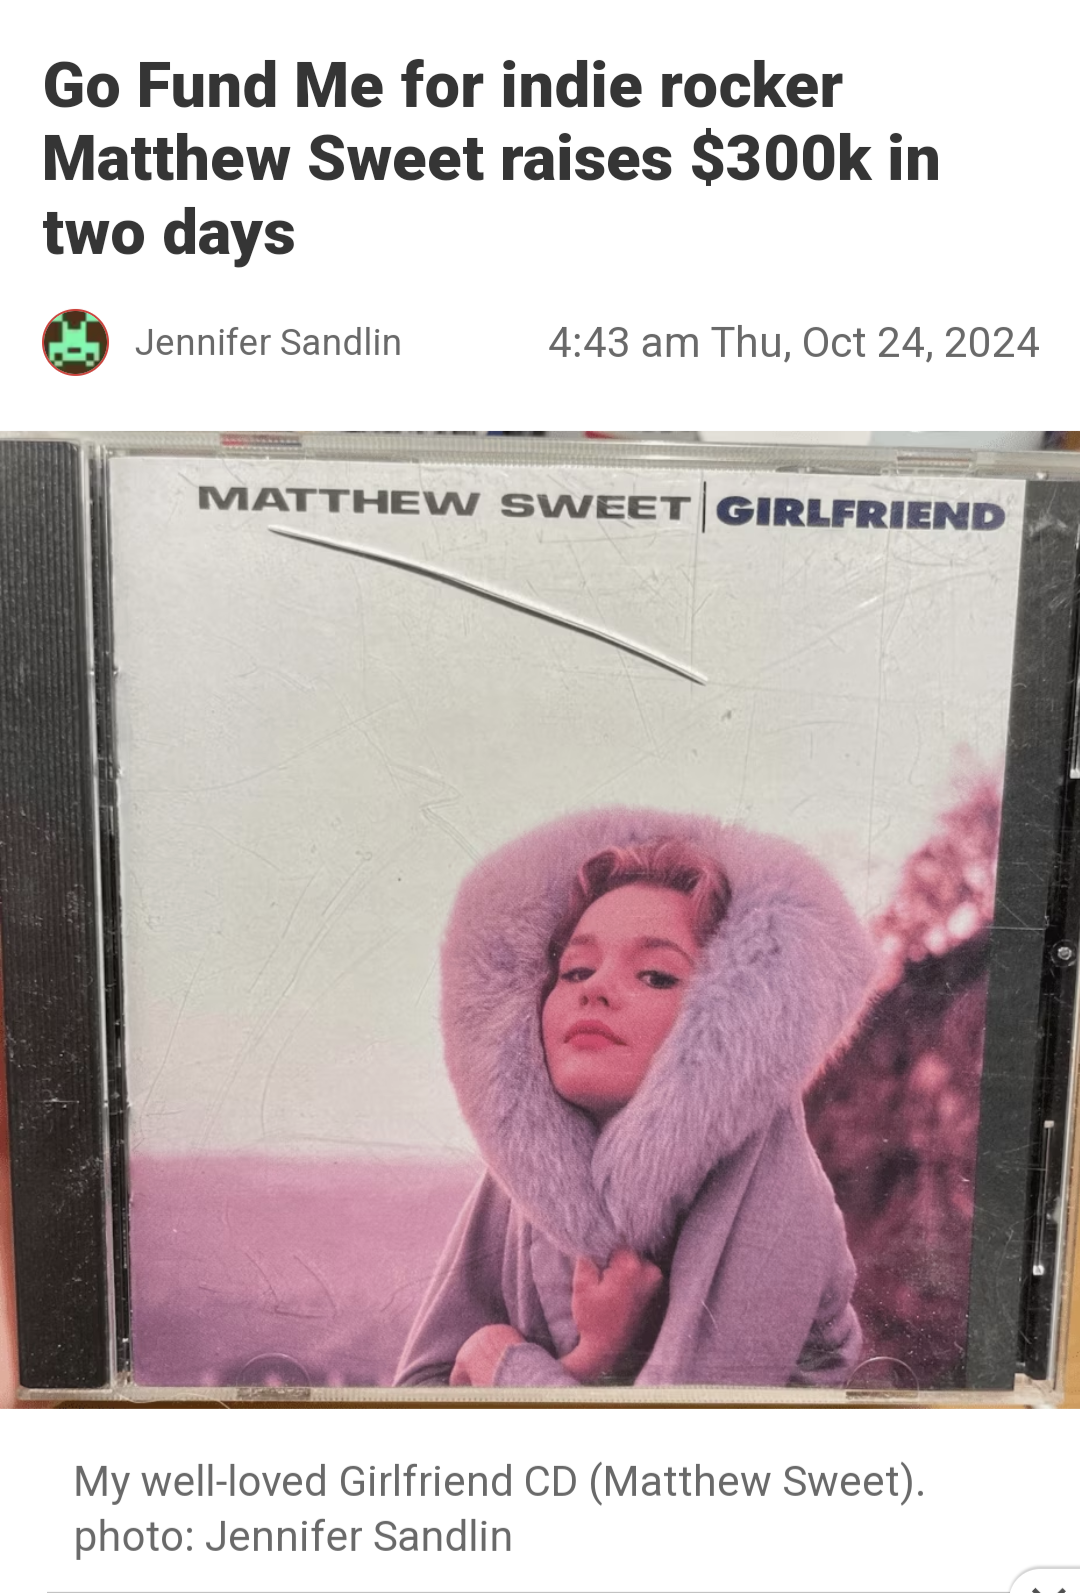 Go Fund Me for indie rocker
Matthew Sweet raises $300k in
two days
Jennifer Sandlin
4:43 am Thu, Oct 24, 2024
MATTHEW SWEET | GIRLFRIEND
My well-loved Girlfriend CD (Matthew Sweet).
photo: Jennifer Sandlin